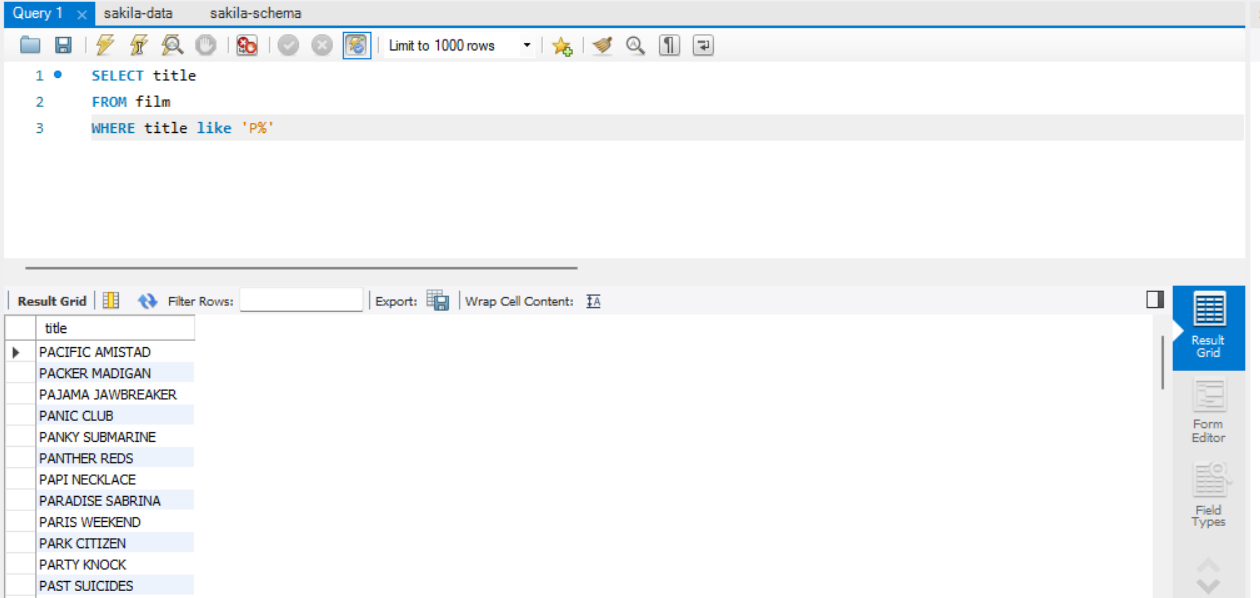 Query 1 sakila-data sakila-schema
Limit to 1000 rows
1 SELECT title
2 FROM film
3 WHERE title like 'P%'
Result Grid Filter Rows: Export: Wrap Cell Content: IA
title
PACIFIC AMISTAD
PACKER MADIGAN
PAJAMA JAWBREAKER
PANIC CLUB
PANKY SUBMARINE
PANTHER REDS
PAPI NECKLACE
PARADISE SABRINA
PARIS WEEKEND
PARK CITIZEN
PARTY KNOCK
PAST SUICIDES
Result
Grid
Form
Editor
Field
Types